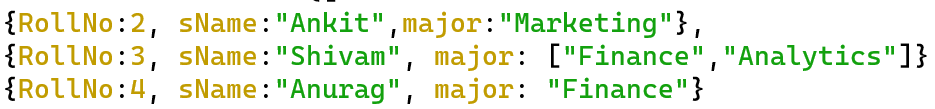 {RollNo:2, sName:"Ankit",major:"Marketing"},
{RollNo:3, sName:"Shivam", major: ["Finance","Analytics"]}
{RollNo:4, sName:"Anurag", major: "Finance"}